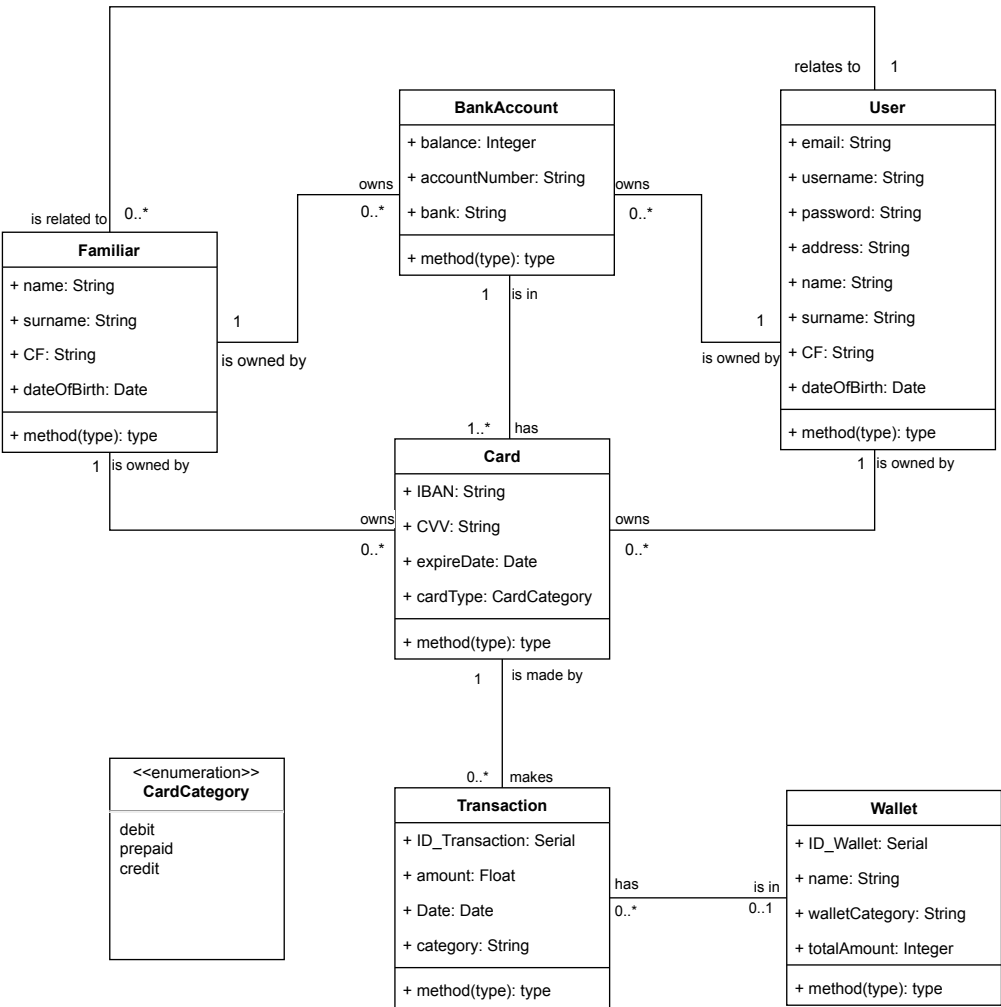 relates to
1
BankAccount
+ balance: Integer
+ accountNumber: String
+ bank: String
+ method(type): type
User
+ email: String
+ username: String
+ password: String
+ address: String
+ name: String
+ surname: String
+ CF: String
+ dateOfBirth: Date
+ method(type): type
owns
0..*
owns
0..*
is related to
0..*
Familiar
+ name: String
+ surname: String
+ CF: String
+ dateOfBirth: Date
+ method(type): type
1
is owned by
1
is owned by
1
is in
1..*
has
1
is owned by
1
is owned by
Card
+ IBAN: String
+ CVV: String
+ expireDate: Date
+ cardType: CardCategory
+ method(type): type
owns
0..*
owns
0..*
1
is made by
0..*
makes
<<enumeration>>
CardCategory
debit
prepaid
credit
Transaction
+ ID_Transaction: Serial
+ amount: Float
+ Date: Date
+ category: String
+ method(type): type
has
0..*
is in
0..1
Wallet
+ ID_Wallet: Serial
+ name: String
+ walletCategory: String
+ totalAmount: Integer
+ method(type): type